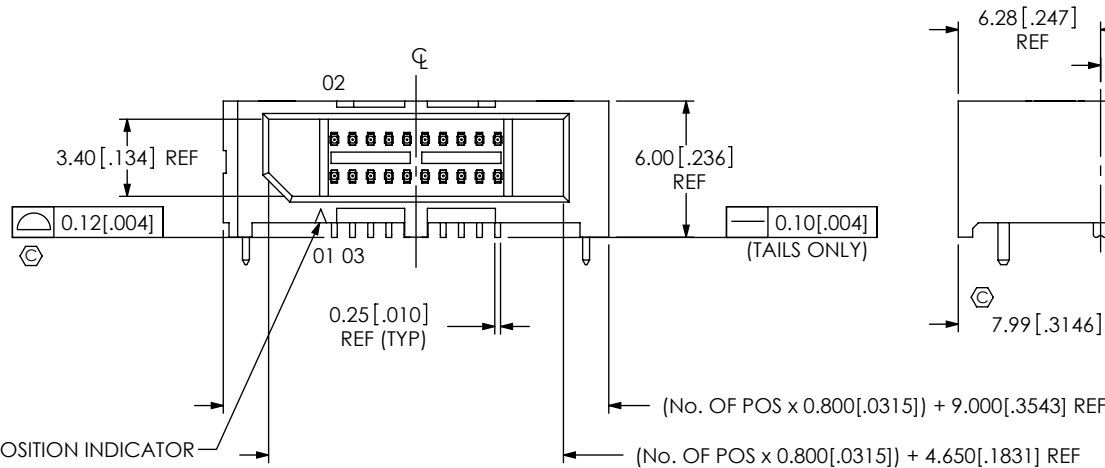 6.28[.247]
REF
℄
02
3.40[.134] REF
6.00[.236]
REF
0.12[.004]
0.10[.004]
(TAILS ONLY)
C
01 03
0.25[.010]
REF (TYP)
C
7.99[.3146]
(No. OF POS x 0.800[.0315]) + 9.000[.3543] REF
OSITION INDICATOR
(No. OF POS x 0.800[.0315]) + 4.650[.1831] REF